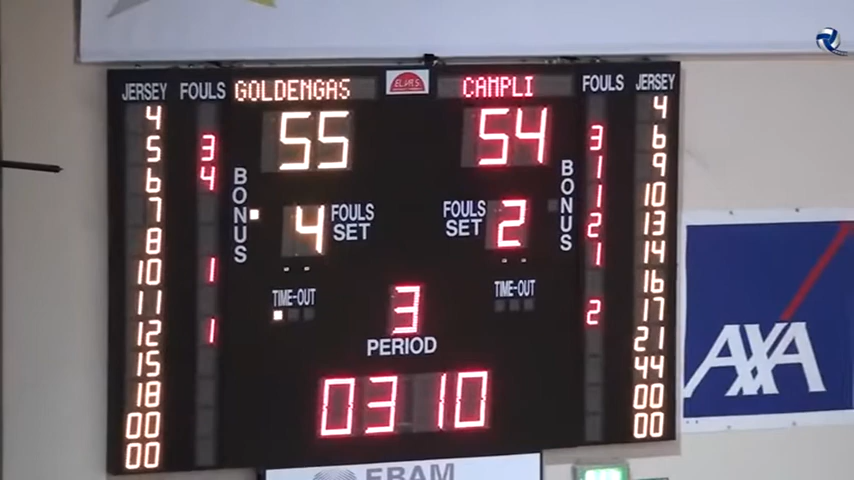 JERSEY FOULS GOLDENGAS ELVIS CAMPLI FOULS JERSEY
55 54
4 4
5 3 3 6
6 4 1 9
7 1 10
8 2 13
10 1 1 14
11 16
12 1 2 17
15 21
18 44
00 00
00 00
BONUS
BONUS
4 FOULS SET
FOULS SET 2
TIME-OUT
TIME-OUT
3
PERIOD
03 10
AXA
EBAM